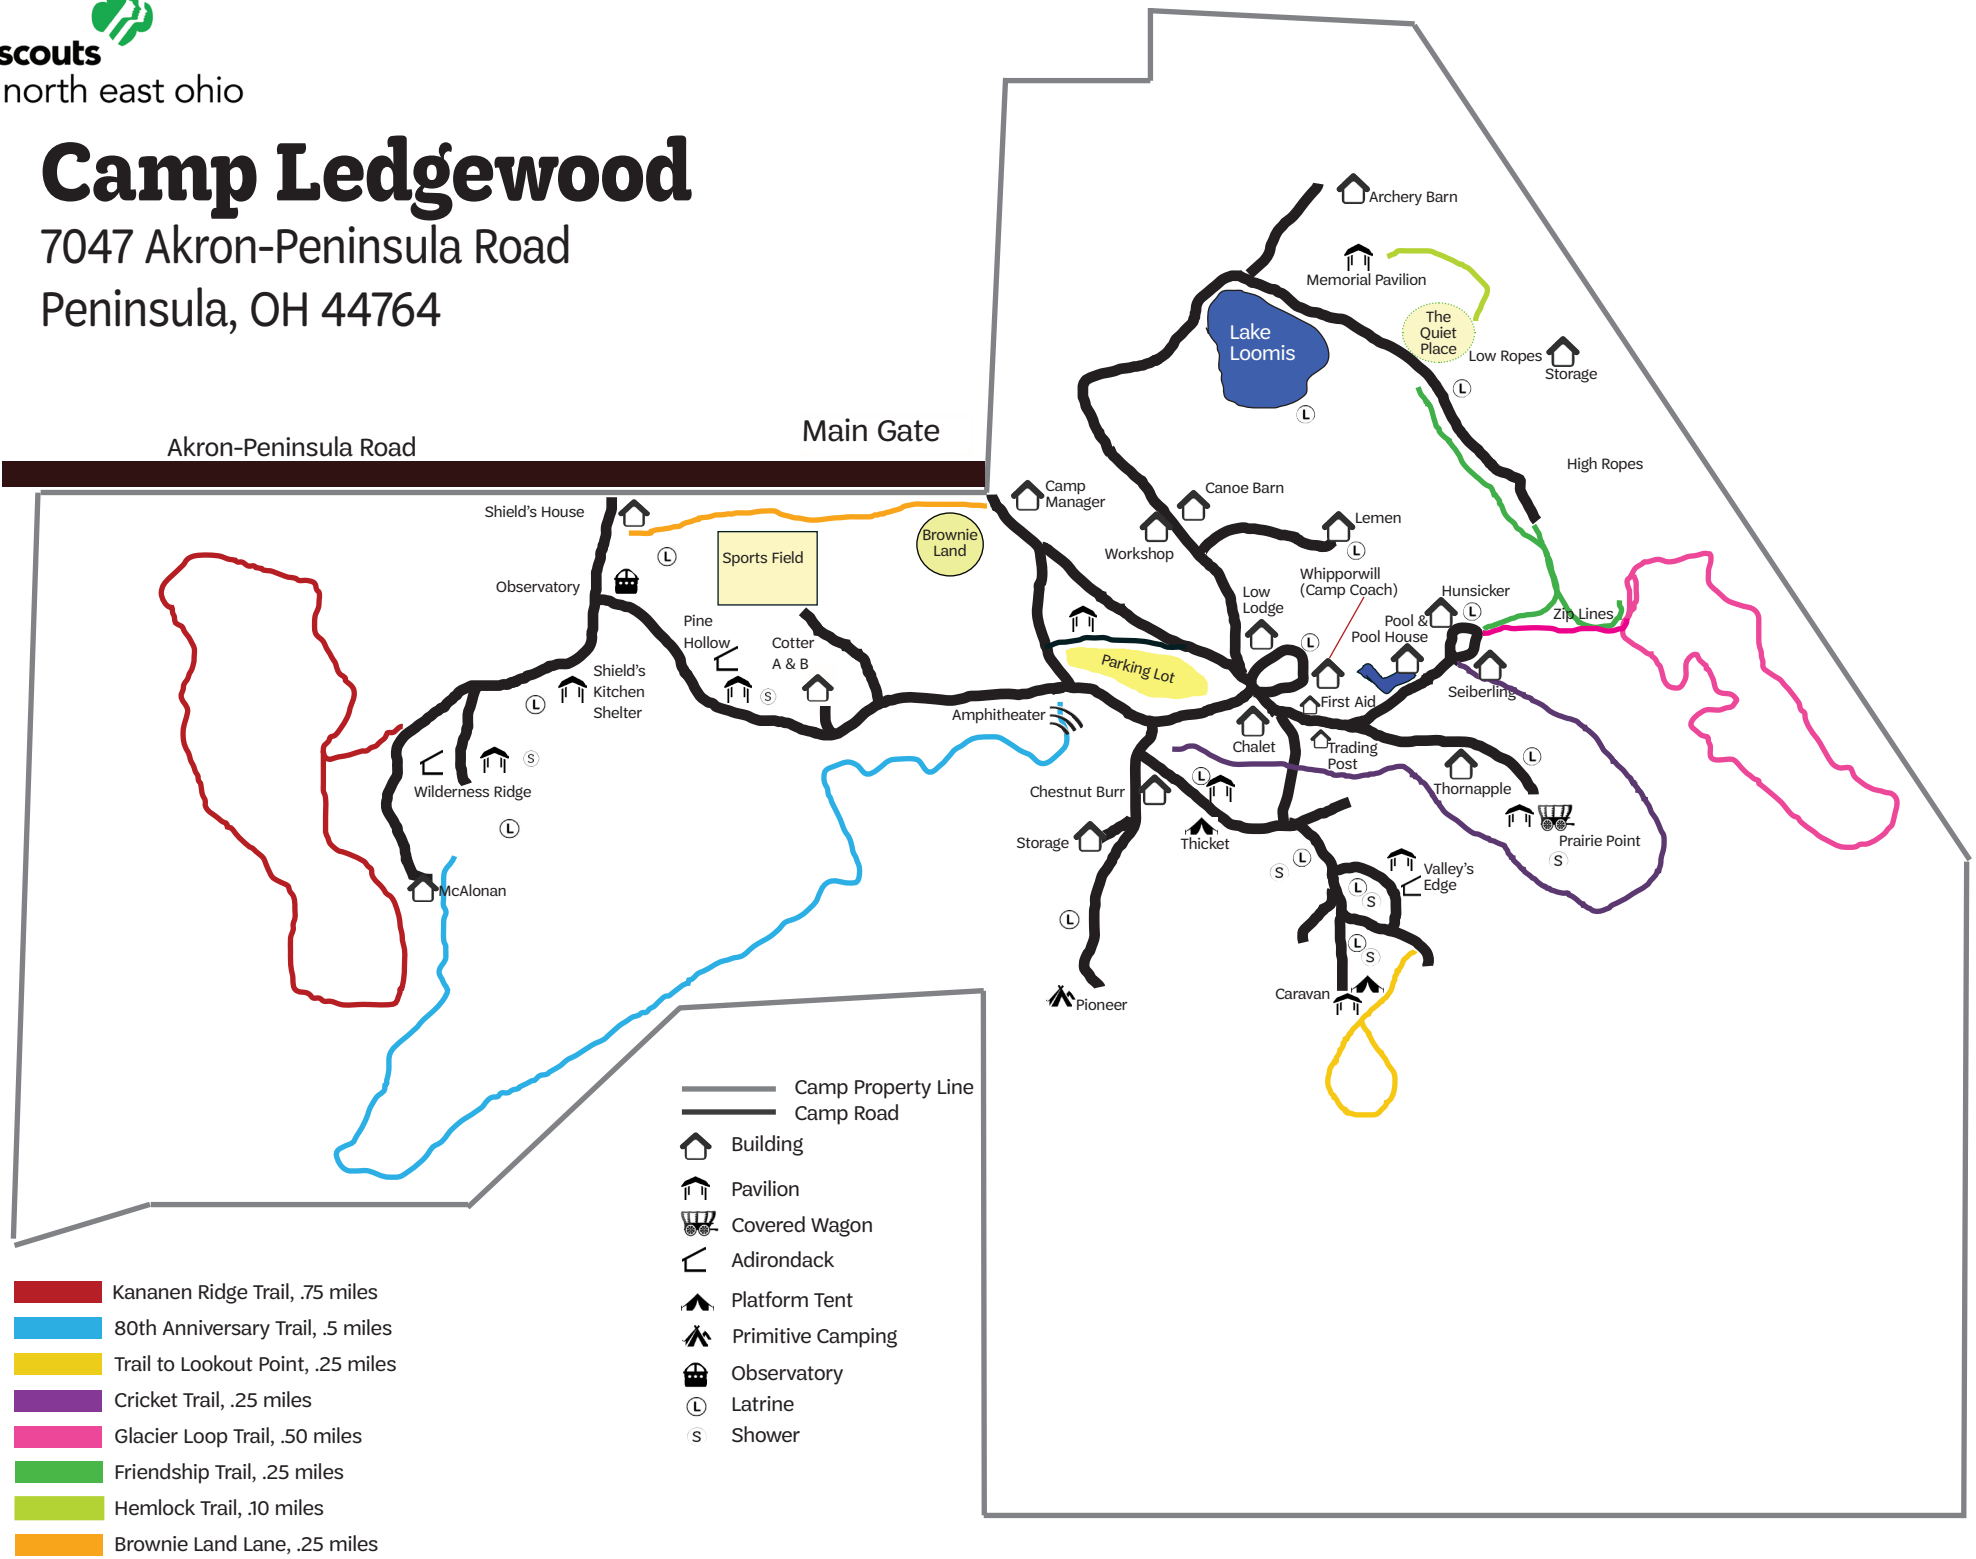 scouts
north east ohio
Camp Ledgewood
7047 Akron-Peninsula Road
Peninsula, OH 44764
Akron-Peninsula Road
Main Gate
Archery Barn
Memorial Pavilion
The
Quiet
Place
Low Ropes
Storage
L
Lake
Loomis
L
High Ropes
Shield's House
L
Observatory
Sports Field
Brownie
Land
Camp
Manager
Canoe Barn
Workshop
Lemen
L
Whipporwill
(Camp Coach)
Low
Lodge
L
Hunsicker
L
Pool &
Pool House
Zip Lines
Seiberling
Pine
Hollow
S
Cotter
A & B
Shield's
Kitchen
Shelter
L
Parking Lot
Amphitheater
First Aid
Chalet
Trading
Post
Thornapple
L
Prairie Point
S
S
Wilderness Ridge
L
McAlonan
Chestnut Burr
L
Storage
Thicket
L
S
Valley's
Edge
L
S
L
S
L
Caravan
Pioneer
Camp Property Line
Camp Road
Building
Pavilion
Covered Wagon
Adirondack
Platform Tent
Primitive Camping
Observatory
L Latrine
S Shower
Kananen Ridge Trail, .75 miles
80th Anniversary Trail, .5 miles
Trail to Lookout Point, .25 miles
Cricket Trail, .25 miles
Glacier Loop Trail, .50 miles
Friendship Trail, .25 miles
Hemlock Trail, .10 miles
Brownie Land Lane, .25 miles